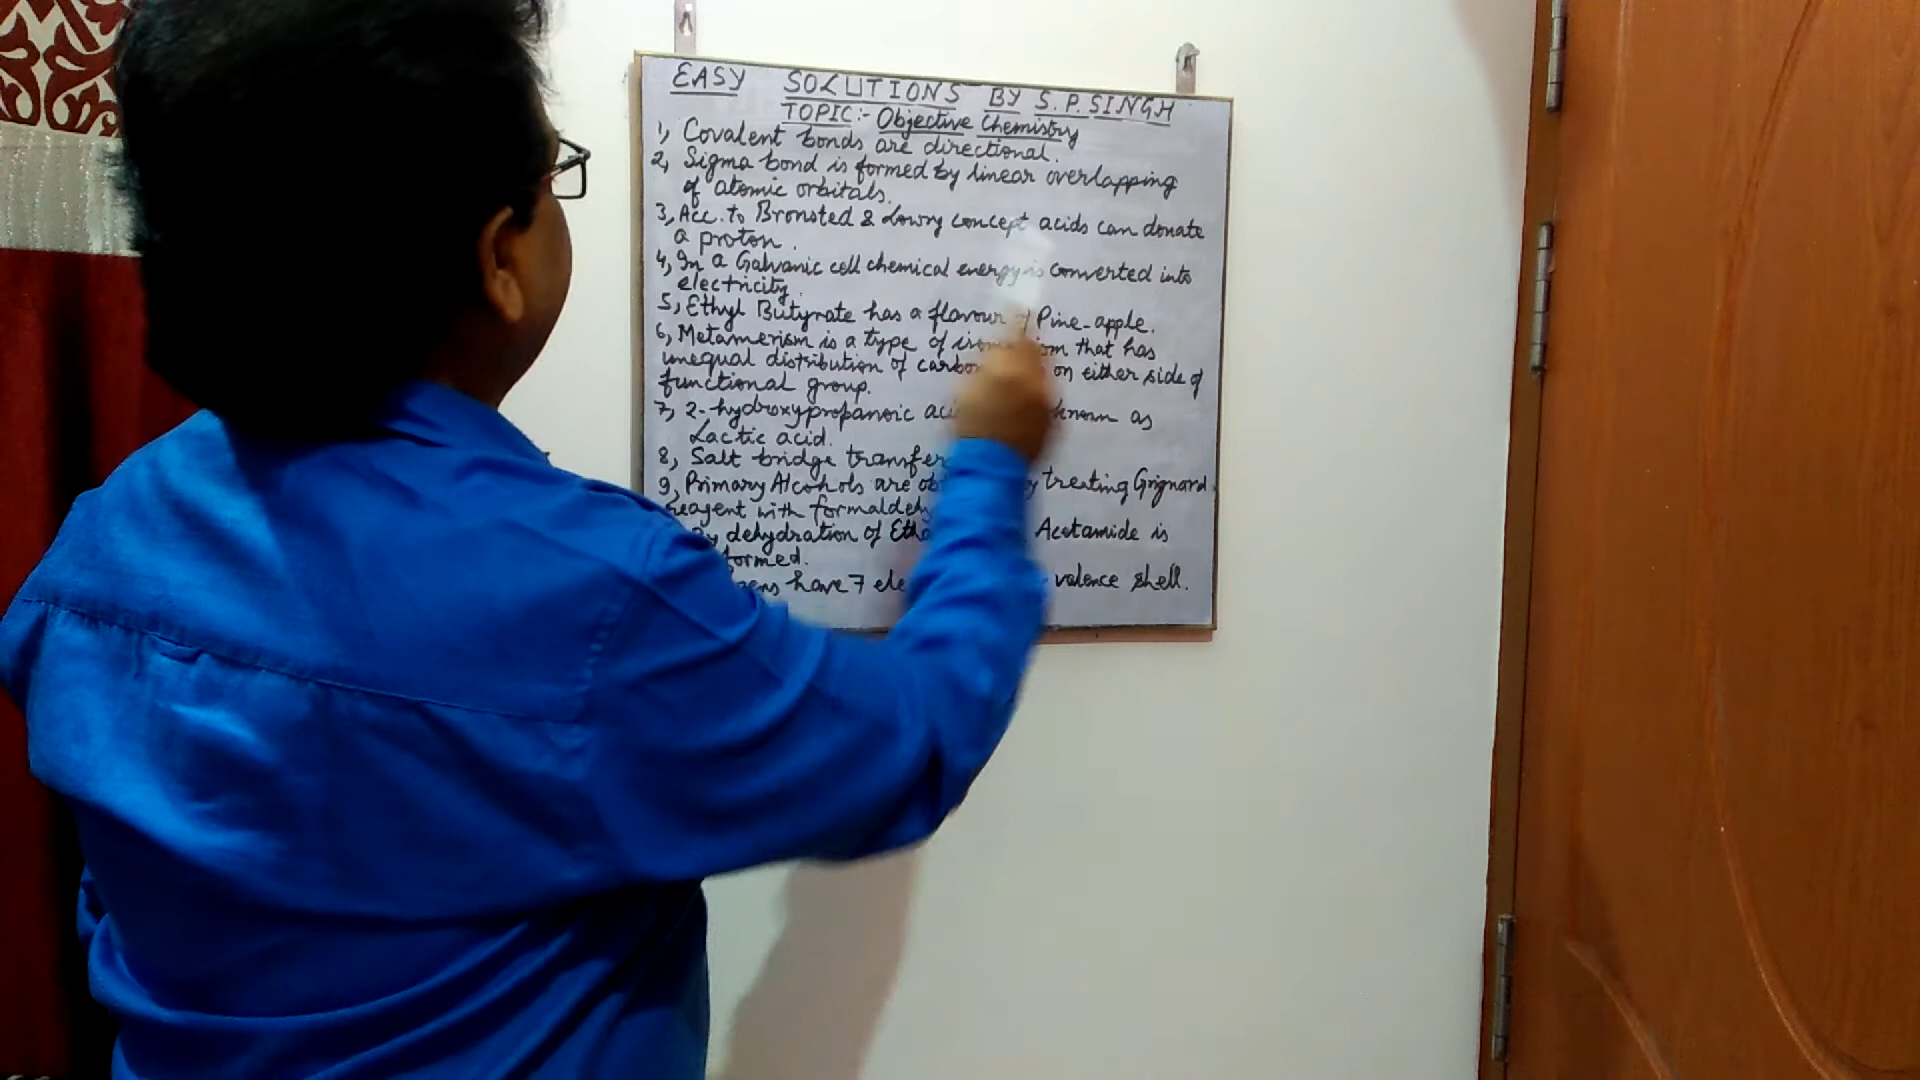 EASY SOLUTIONS BY S.P.SINGH
TOPIC:- Objective Chemistry
1, Covalent bonds are directional.
2, Sigma bond is formed by linear overlapping
of atomic orbitals.
3, Acc. to Bronsted & Lowry concept acids can donate
a proton.
4, In a Galvanic cell chemical energy is converted into
electricity.
5, Ethyl Butyrate has a flavour of Pine-apple.
6, Metamerism is a type of that has
unequal distribution of on either side of
functional group.
7, 2-hydroxypropanoic known as
Lactic acid.
8, Salt bridge
9, Primary Alcohols are treating Grignard
reagent with
dehydration of Acetamide is
formed.
have 7 valence shell.